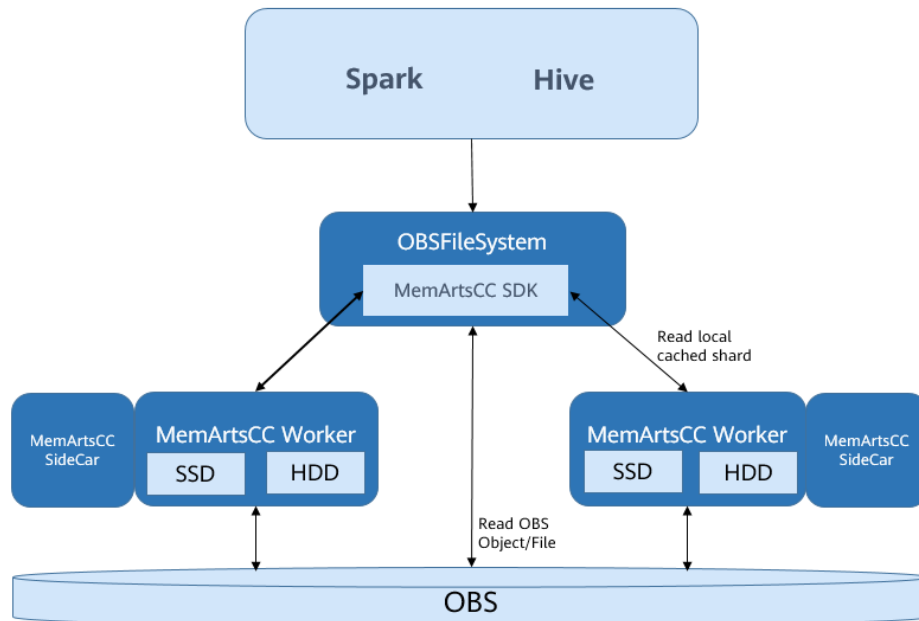 Spark
Hive
OBSFileSystem
MemArtsCC SDK
Read local
cached shard
MemArtsCC
SideCar
MemArtsCC Worker
SSD
HDD
MemArtsCC Worker
SSD
HDD
MemArtsCC
SideCar
Read OBS
Object/File
OBS